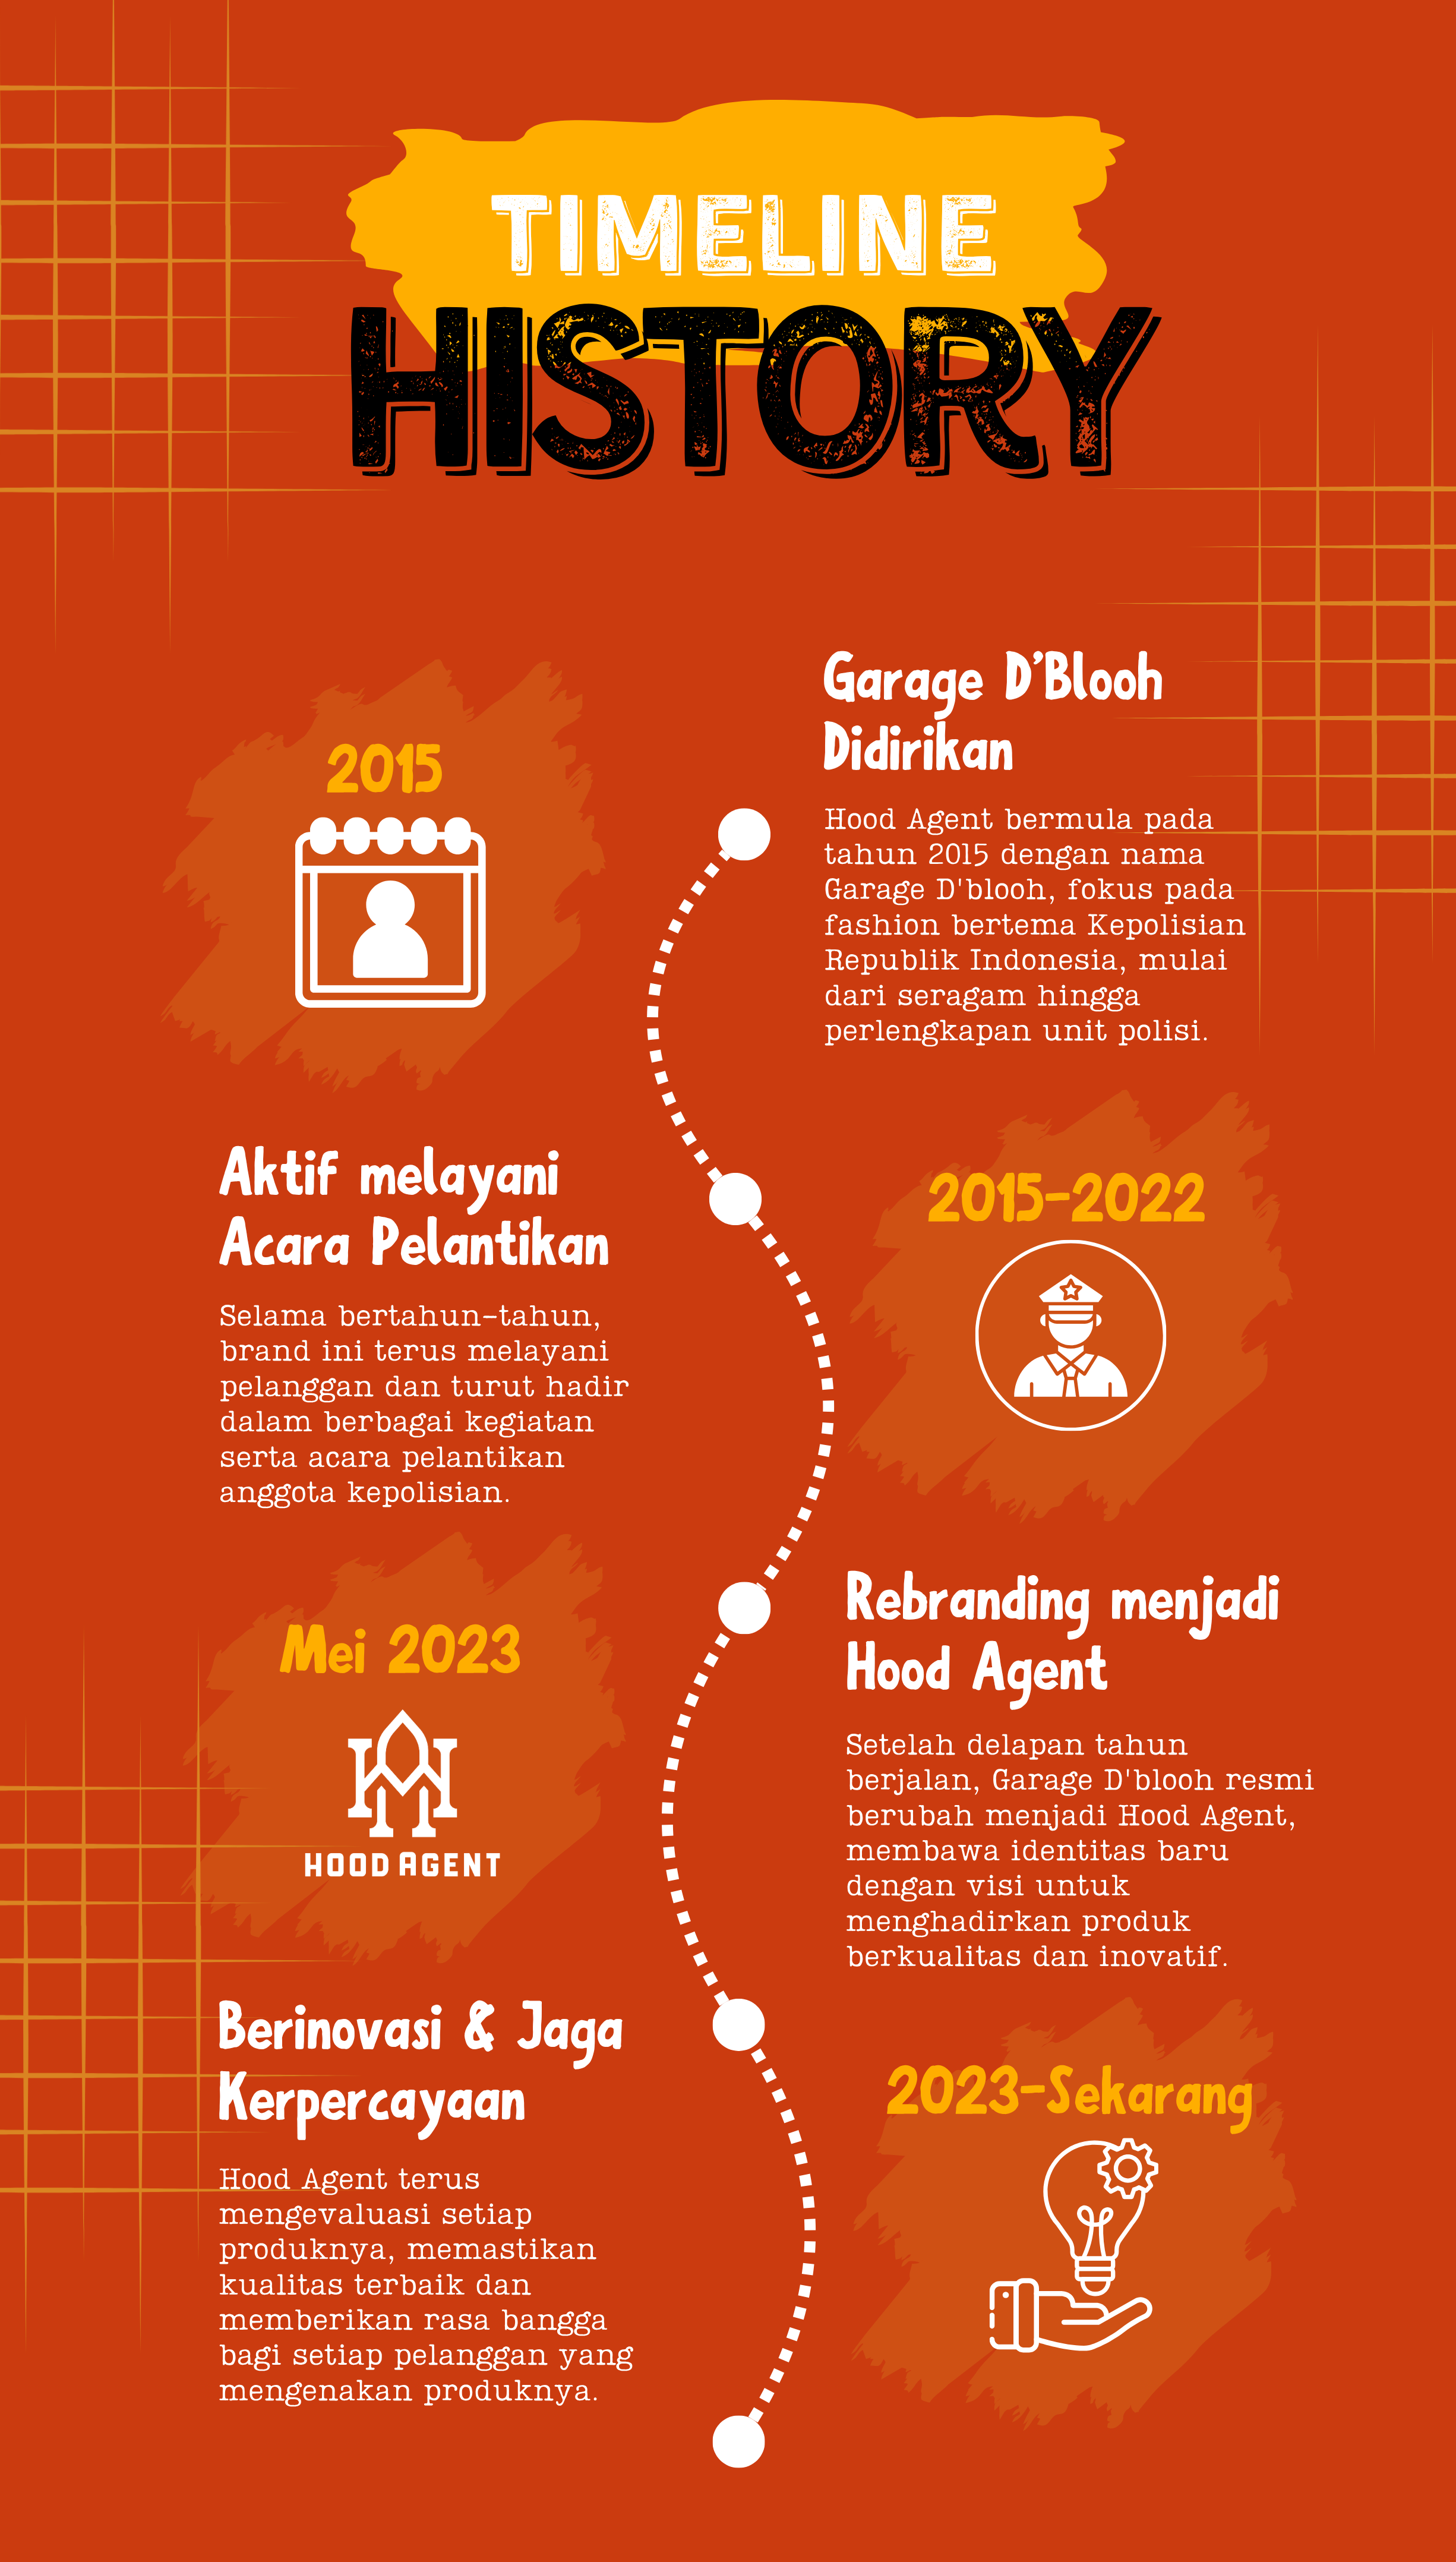 TIMELINE
HISTORY
2015
Garage D'Blooh
Didirikan
Hood Agent bermula pada
tahun 2015 dengan nama
Garage D'blooh, fokus pada
fashion bertema Kepolisian
Republik Indonesia, mulai
dari seragam hingga
perlengkapan unit polisi.
Aktif melayani
Acara Pelantikan
Selama bertahun-tahun,
brand ini terus melayani
pelanggan dan turut hadir
dalam berbagai kegiatan
serta acara pelantikan
anggota kepolisian.
2015-2022
Mei 2023
HOOD AGENT
Rebranding menjadi
Hood Agent
Setelah delapan tahun
berjalan, Garage D'blooh resmi
berubah menjadi Hood Agent,
membawa identitas baru
dengan visi untuk
menghadirkan produk
berkualitas dan inovatif.
Berinovasi & Jaga
Kerpercayaan
Hood Agent terus
mengevaluasi setiap
produknya, memastikan
kualitas terbaik dan
memberikan rasa bangga
bagi setiap pelanggan yang
mengenakan produknya.
2023-Sekarang